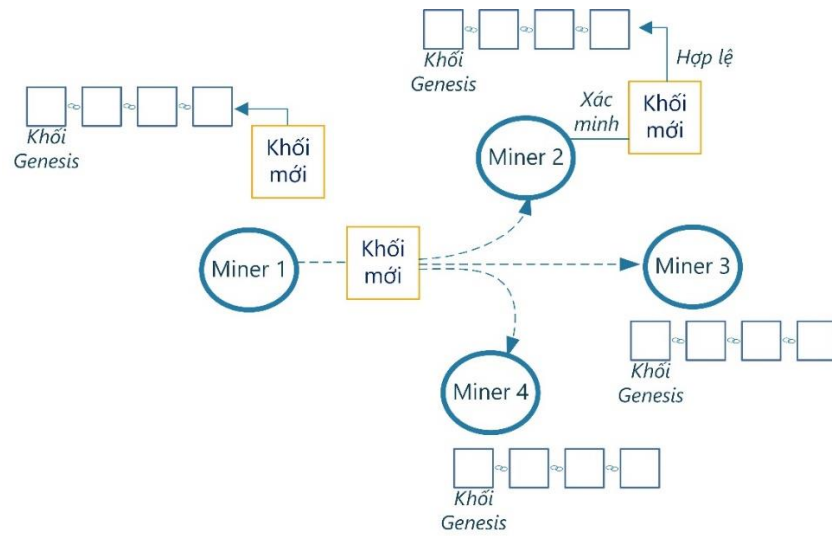 Khối
Genesis
Hợp lệ
Xác
minh
Khối
mới
Khối
Genesis
Khối
mới
Miner 2
Miner 1
Khối
mới
Miner 3
Khối
Genesis
Miner 4
Khối
Genesis